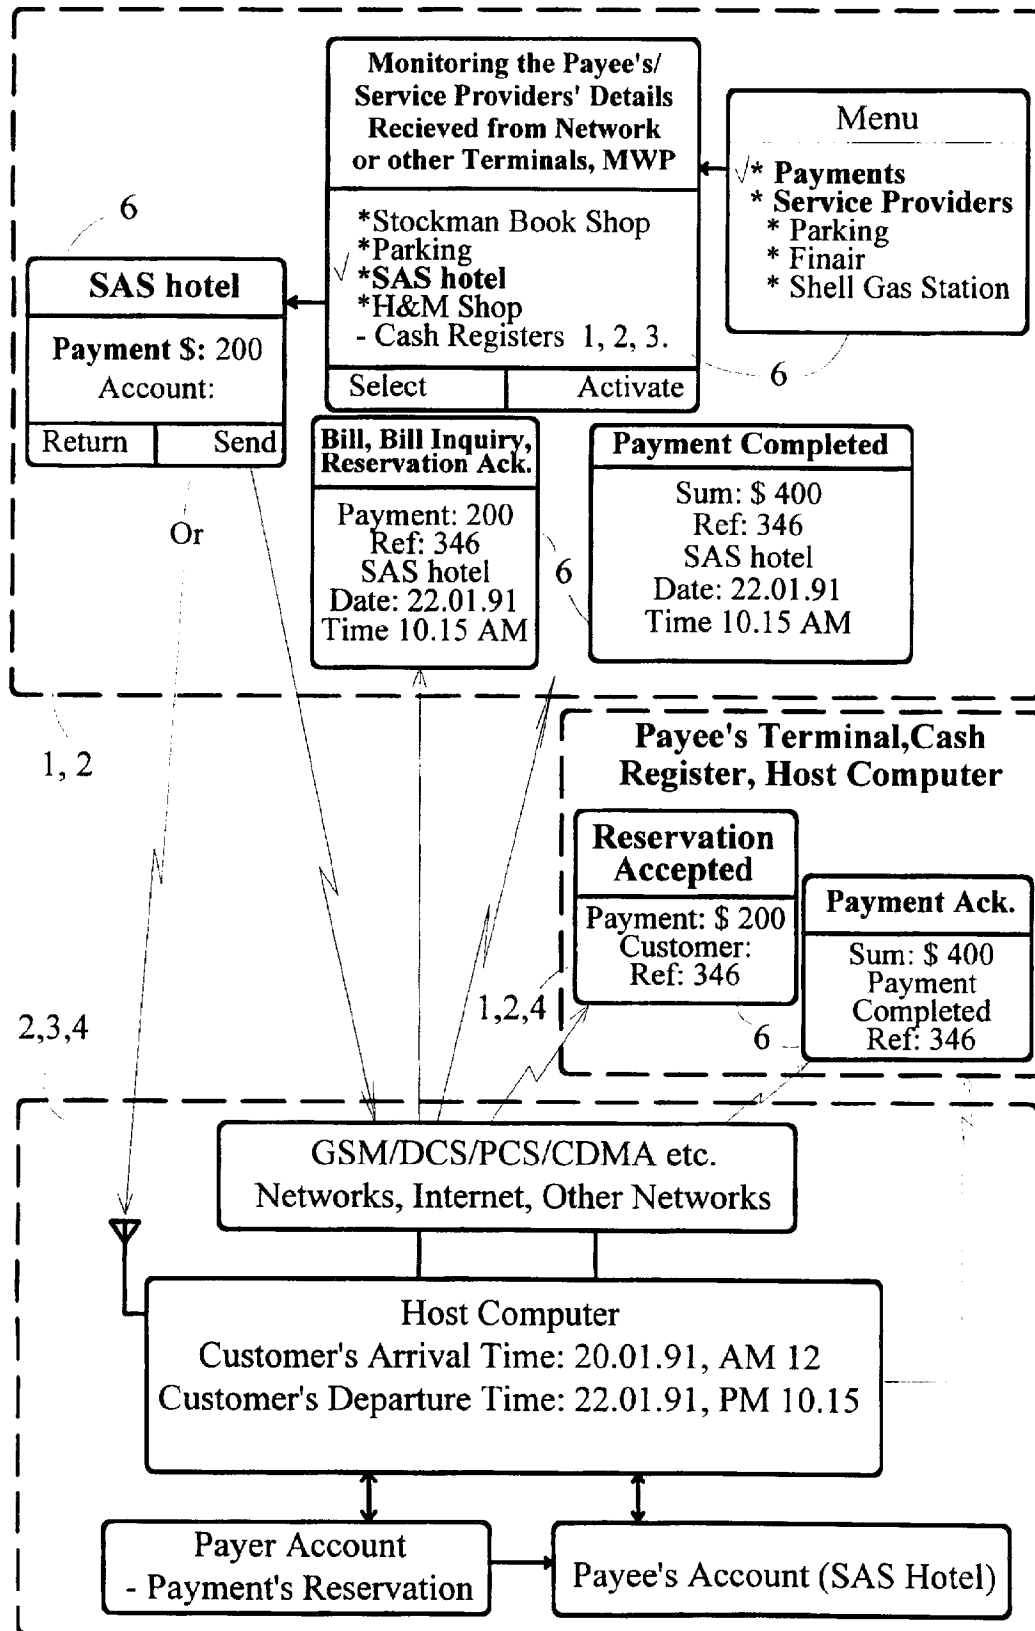 Monitoring the Payee's/
Service Providers' Details
Recieved from Network
or other Terminals, MWP
*Stockman Book Shop
*Parking
√ *SAS hotel
*H&M Shop
- Cash Registers 1, 2, 3.
Select Activate
Menu
√* Payments
* Service Providers
* Parking
* Finair
* Shell Gas Station
6
6
SAS hotel
Payment $: 200
Account:
Return Send
Or
Bill, Bill Inquiry,
Reservation Ack.
Payment: 200
Ref: 346
SAS hotel
Date: 22.01.91
Time 10.15 AM
6
Payment Completed
Sum: $ 400
Ref: 346
SAS hotel
Date: 22.01.91
Time 10.15 AM
1, 2
Payee's Terminal,Cash
Register, Host Computer
Reservation
Accepted
Payment: $ 200
Customer:
Ref: 346
Payment Ack.
Sum: $ 400
Payment
Completed
Ref: 346
1,2,4
6
2,3,4
GSM/DCS/PCS/CDMA etc.
Networks, Internet, Other Networks
Host Computer
Customer's Arrival Time: 20.01.91, AM 12
Customer's Departure Time: 22.01.91, PM 10.15
Payer Account
- Payment's Reservation
Payee's Account (SAS Hotel)